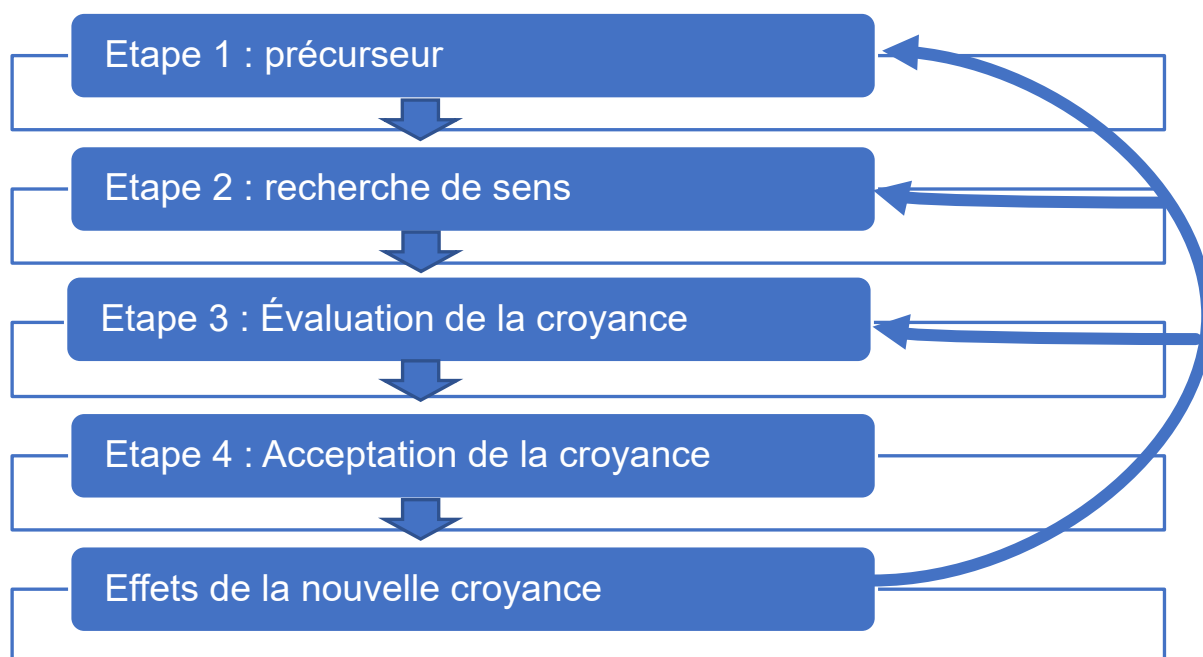 Etape 1 : précurseur
Etape 2 : recherche de sens
Etape 3 : Évaluation de la croyance
Etape 4 : Acceptation de la croyance
Effets de la nouvelle croyance